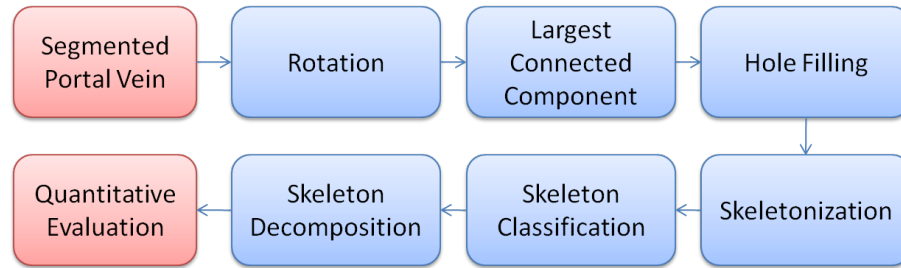 Segmented
Portal Vein
Rotation
Largest
Connected
Component
Hole Filling
Quantitative
Evaluation
Skeleton
Decomposition
Skeleton
Classification
Skeletonization